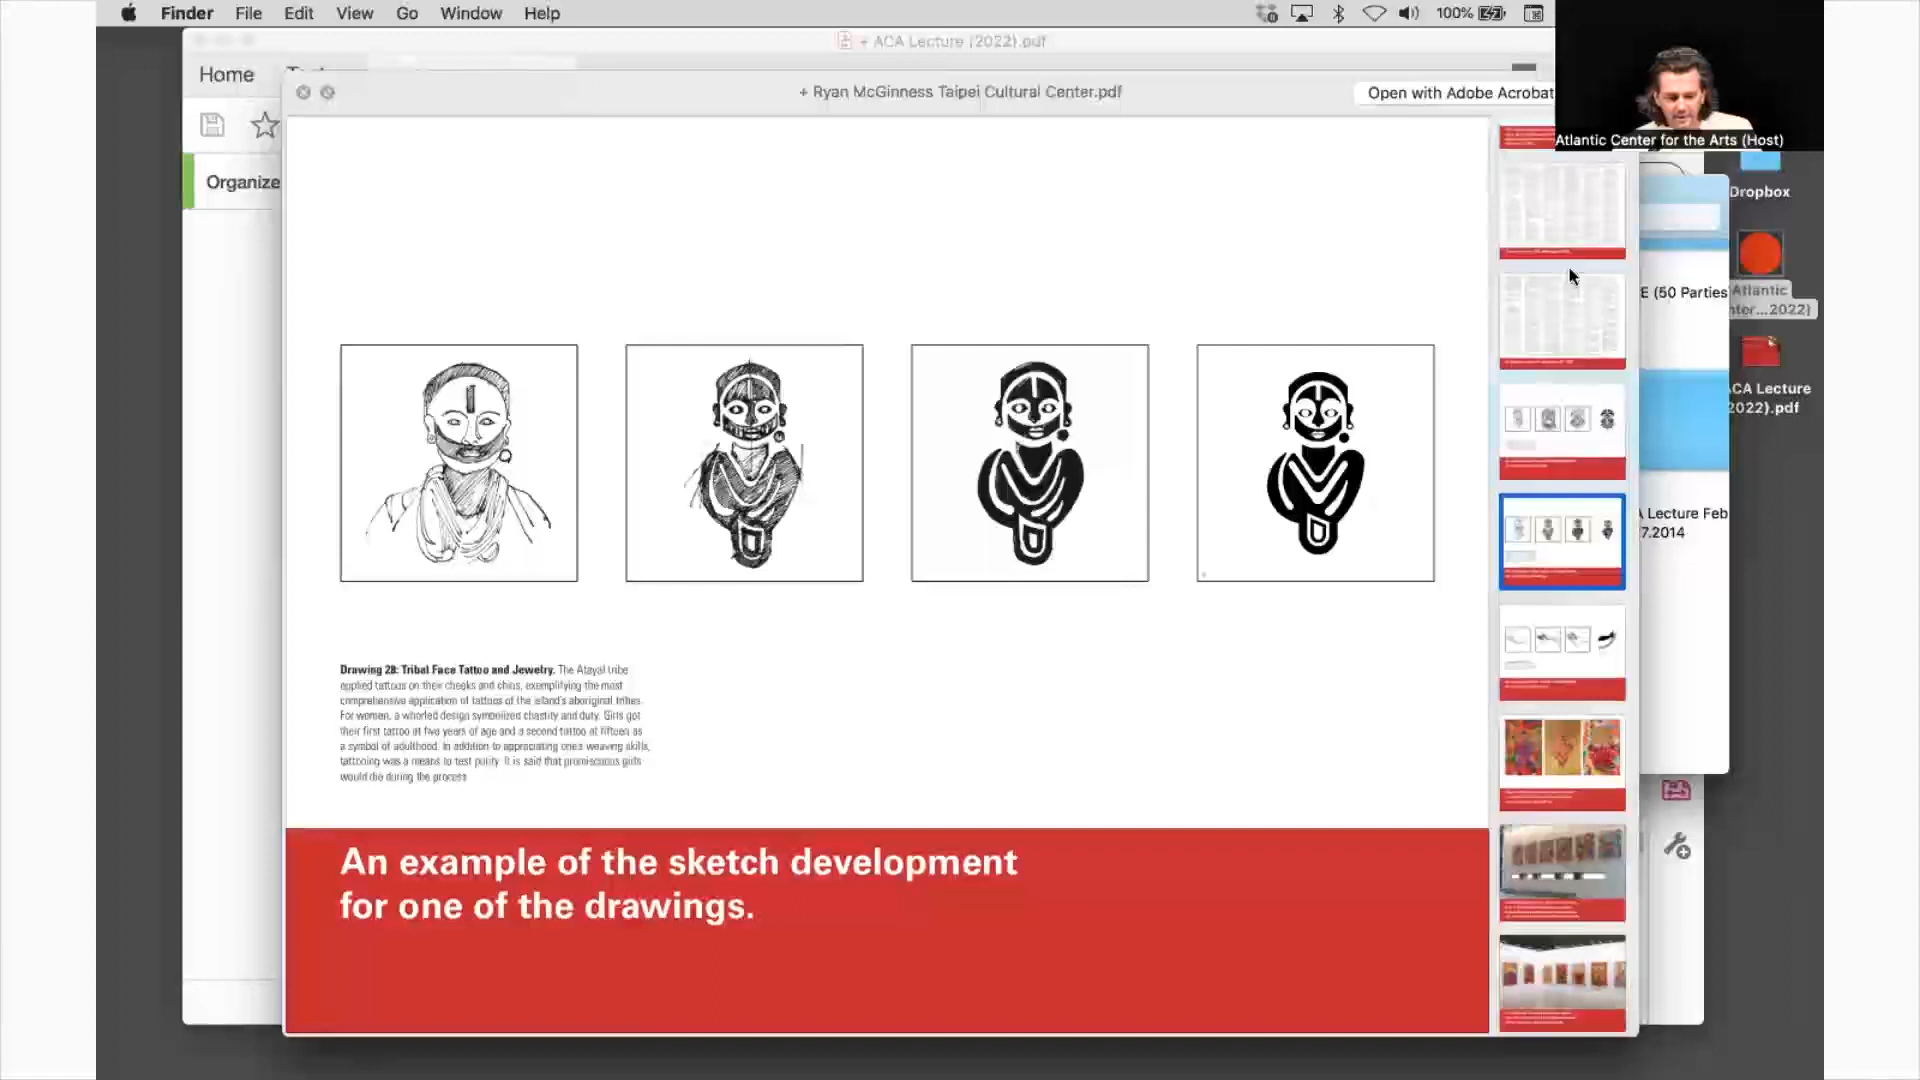 Finder File Edit View Go Window Help 100%
+ ACA Lecture (2022).pdf
Home
+ Ryan McGinness Taipei Cultural Center.pdf
Open with Adobe Acrobat
Atlantic Center for the Arts (Host)
Organize
Dropbox
E (50 Parties
Atlantic
nter...2022)
ACA Lecture
2022).pdf
A Lecture Feb
7.2014
Drawing 28: Tribal Face Tattoo and Jewelry. The Atayal tribe
applied tattoos on their cheeks and chins, exemplifying the most
comprehensive application of tattoos of the island's aboriginal tribes.
For women, a whorled design symbolized chastity and duty. Girls got
their first tattoo at five years of age and a second tattoo at fifteen as
a symbol of adulthood. In addition to appreciating one's weaving skills,
tattooing was a means to test purity. It is said that promiscuous girls
would die during the process
An example of the sketch development
for one of the drawings.